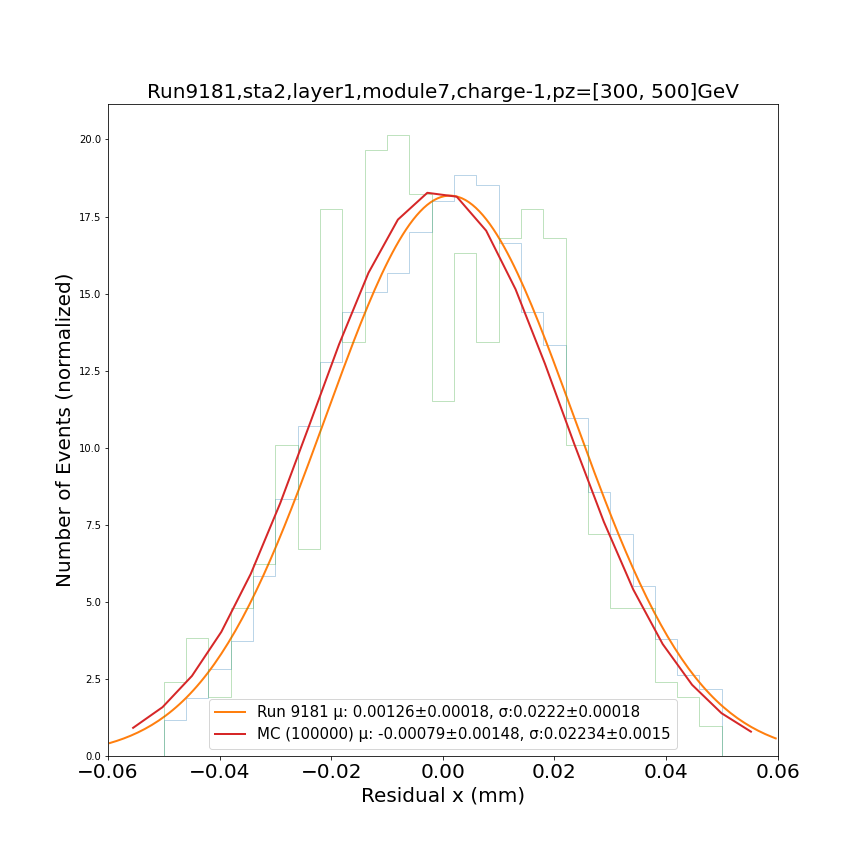 Run9181,sta2,layer1,module7,charge-1,pz=[300, 500]GeV
Number of Events (normalized)
20.0
17.5
15.0
12.5
10.0
7.5
5.0
2.5
0.0
Run 9181 μ: 0.00126±0.00018, σ:0.0222±0.00018
MC (100000) μ: -0.00079±0.00148, σ:0.02234±0.0015
−0.06 −0.04 −0.02 0.00 0.02 0.04 0.06
Residual x (mm)